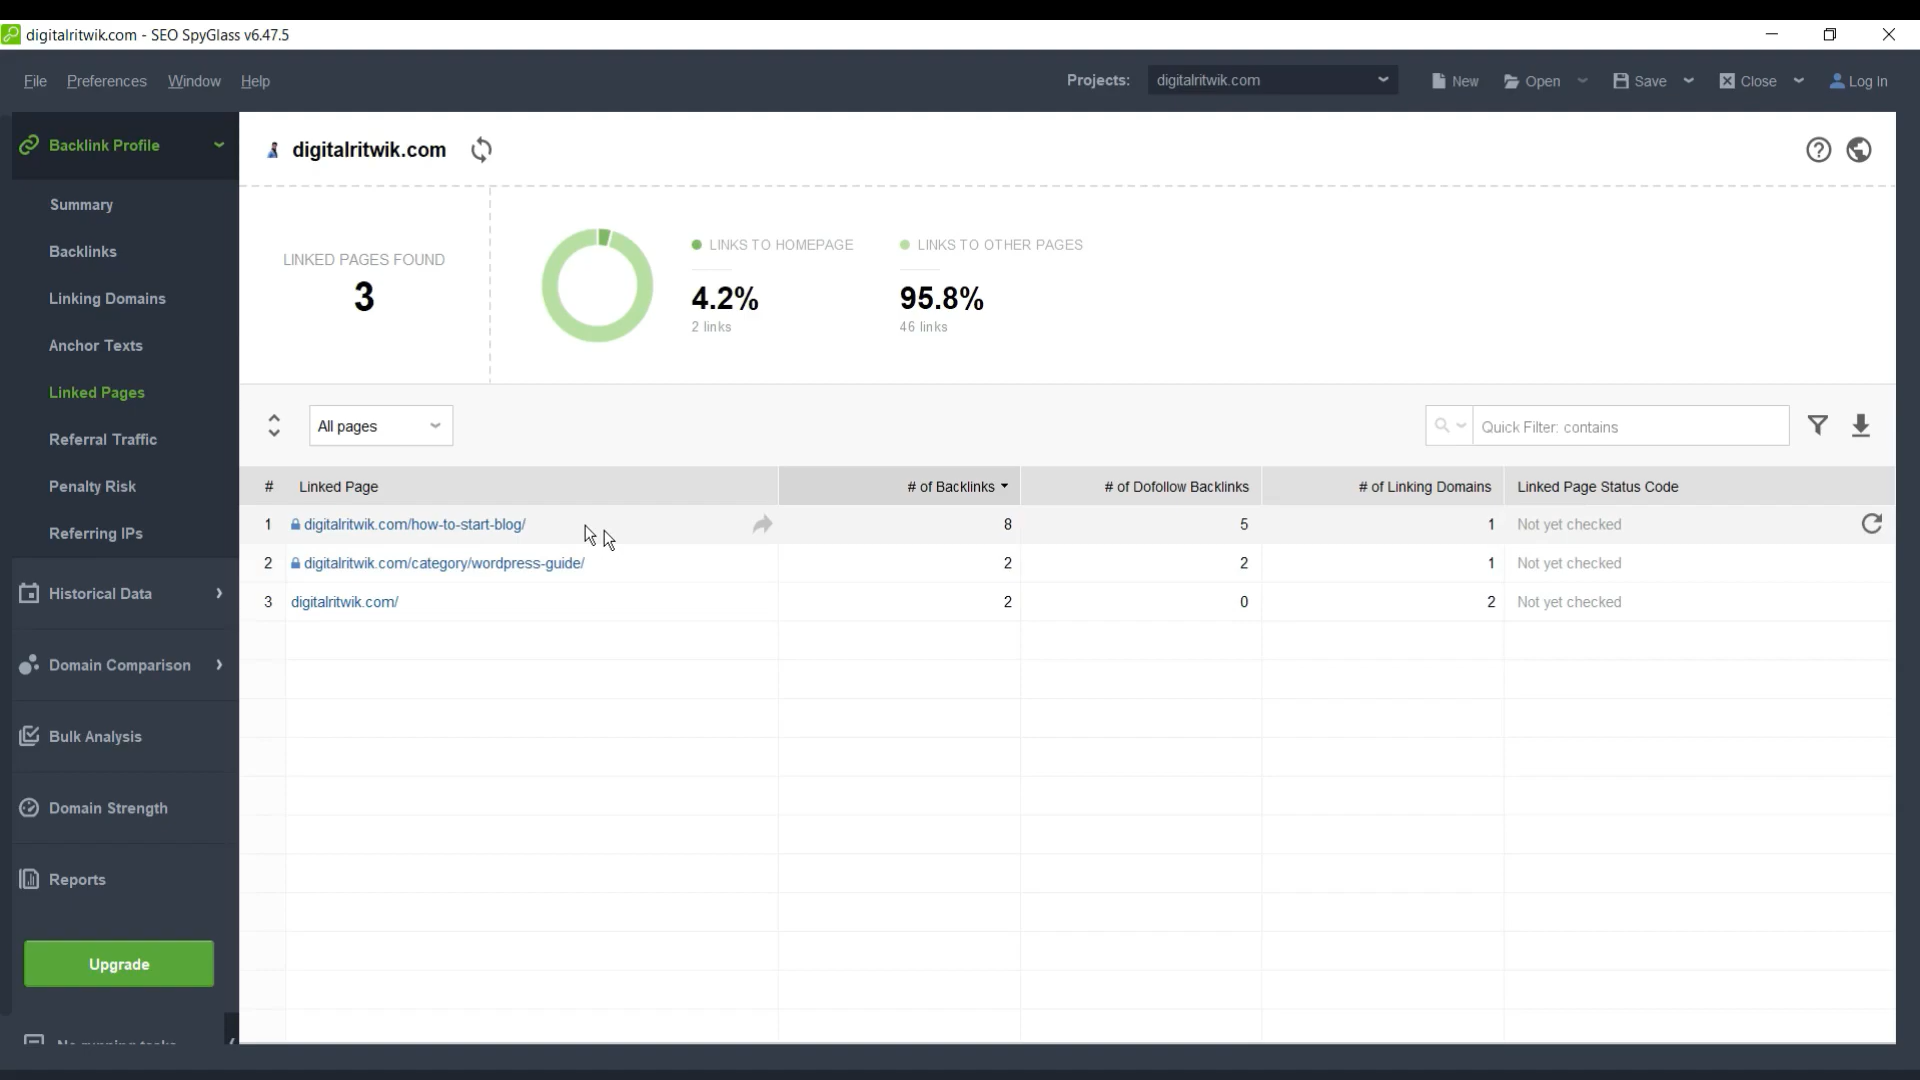 digitalritwik.com - SEO SpyGlass v6.47.5
File Preferences Window Help Projects: digitalritwik.com New Open Save Close Log In
Backlink Profile
Summary
Backlinks
Linking Domains
Anchor Texts
Linked Pages
Referral Traffic
Penalty Risk
Referring IPs
Historical Data
Domain Comparison
Bulk Analysis
Domain Strength
Reports
Upgrade
No running tasks
digitalritwik.com
LINKED PAGES FOUND
3
LINKS TO HOMEPAGE
4.2%
2 links
LINKS TO OTHER PAGES
95.8%
46 links
All pages
Quick Filter: contains
# Linked Page # of Backlinks # of Dofollow Backlinks # of Linking Domains Linked Page Status Code
1 digitalritwik.com/how-to-start-blog/ 8 5 1 Not yet checked
2 digitalritwik.com/category/wordpress-guide/ 2 2 1 Not yet checked
3 digitalritwik.com/ 2 0 2 Not yet checked